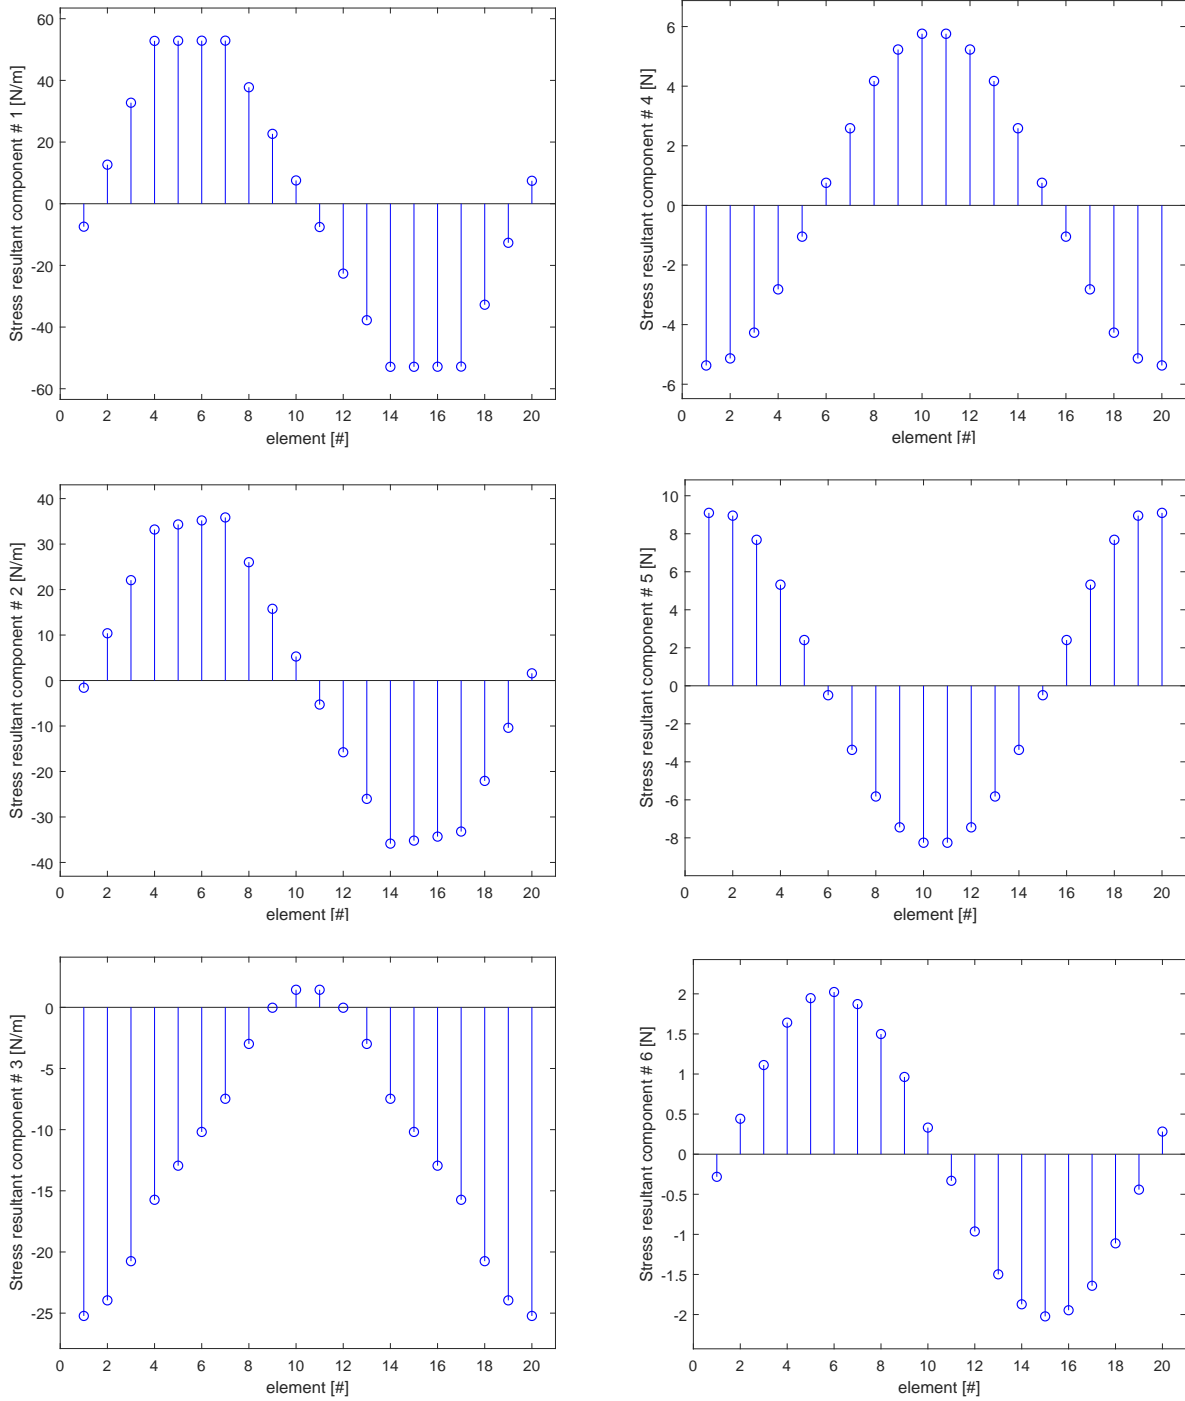 Stress resultant component # 1 [N/m]
60
40
20
0
-20
-40
-60
0 2 4 6 8 10 12 14 16 18 20
element [#]
Stress resultant component # 4 [N]
6
4
2
0
-2
-4
-6
0 2 4 6 8 10 12 14 16 18 20
element [#]
Stress resultant component # 2 [N/m]
40
30
20
10
0
-10
-20
-30
-40
0 2 4 6 8 10 12 14 16 18 20
element [#]
Stress resultant component # 5 [N]
10
8
6
4
2
0
-2
-4
-6
-8
0 2 4 6 8 10 12 14 16 18 20
element [#]
Stress resultant component # 3 [N/m]
0
-5
-10
-15
-20
-25
0 2 4 6 8 10 12 14 16 18 20
element [#]
Stress resultant component # 6 [N]
2
1.5
1
0.5
0
-0.5
-1
-1.5
-2
0 2 4 6 8 10 12 14 16 18 20
element [#]